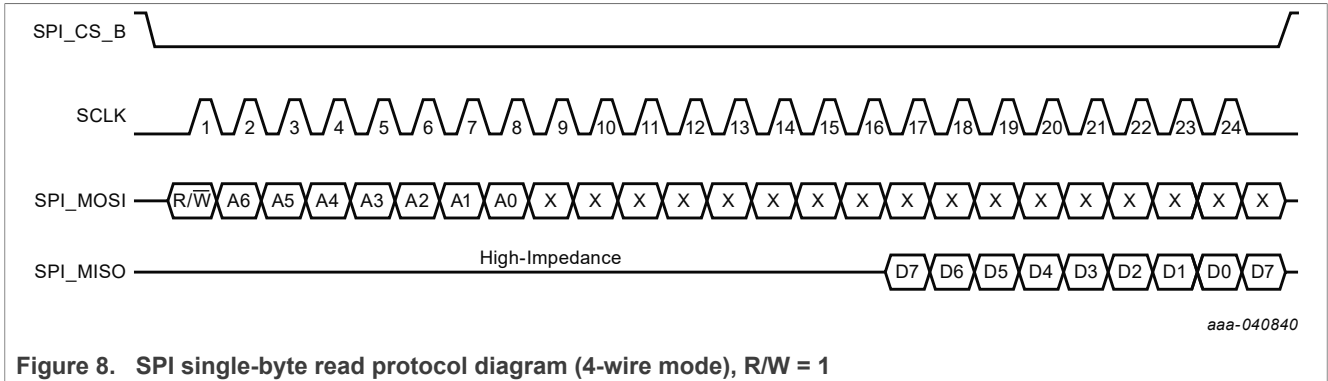 SPI_CS_B
SCLK 1 2 3 4 5 6 7 8 9 10 11 12 13 14 15 16 17 18 19 20 21 22 23 24
SPI_MOSI R/W̅ A6 A5 A4 A3 A2 A1 A0 X X X X X X X X X X X X X X X X X
SPI_MISO High-Impedance D7 D6 D5 D4 D3 D2 D1 D0 D7
aaa-040840
Figure 8. SPI single-byte read protocol diagram (4-wire mode), R/W = 1